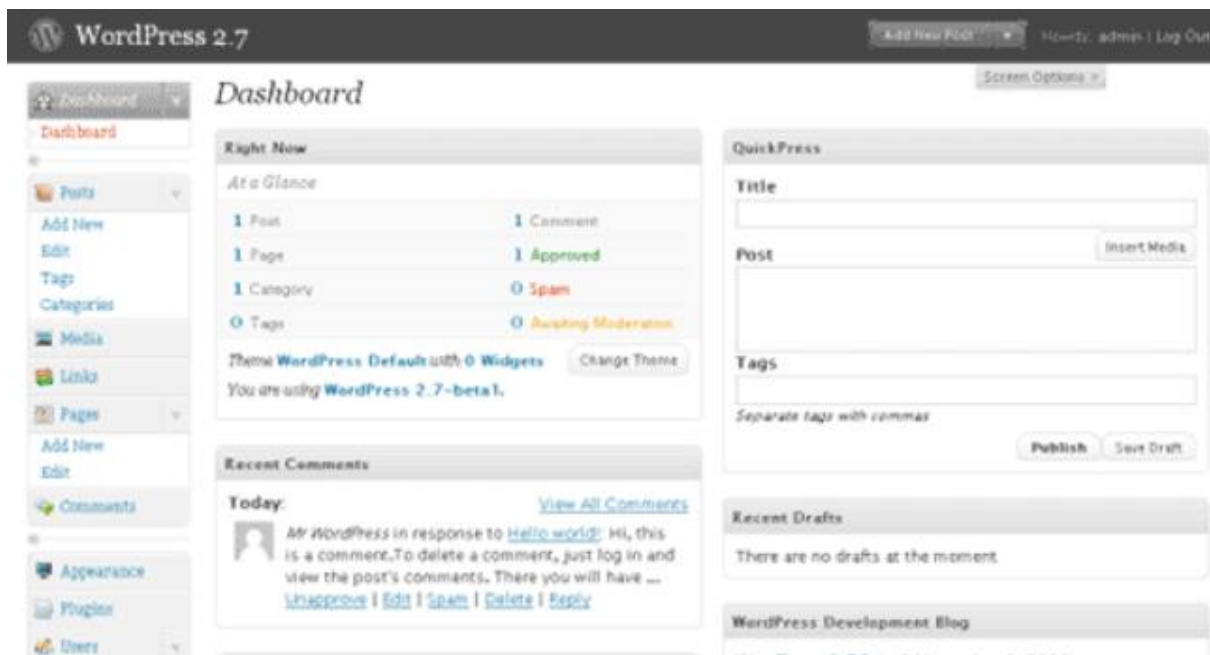 WordPress 2.7
Add New Post
Howdy, admin | Log Out
Screen Options
Dashboard
Dashboard
Posts
Add New
Edit
Tags
Categories
Media
Links
Pages
Add New
Edit
Comments
Appearance
Plugins
Users
Dashboard
Right Now
At a Glance
1 Post
1 Comment
1 Page
1 Approved
1 Category
0 Spam
0 Tags
0 Awaiting Moderation
Theme WordPress Default with 0 Widgets
Change Theme
You are using WordPress 2.7-beta1.
Recent Comments
Today:
View All Comments
Mr WordPress in response to Hello world!: Hi, this
is a comment.To delete a comment, just log in and
view the post's comments. There you will have ...
Unapprove | Edit | Spam | Delete | Reply
QuickPress
Title
Insert Media
Post
Tags
Separate tags with commas
Publish
Save Draft
Recent Drafts
There are no drafts at the moment
WordPress Development Blog